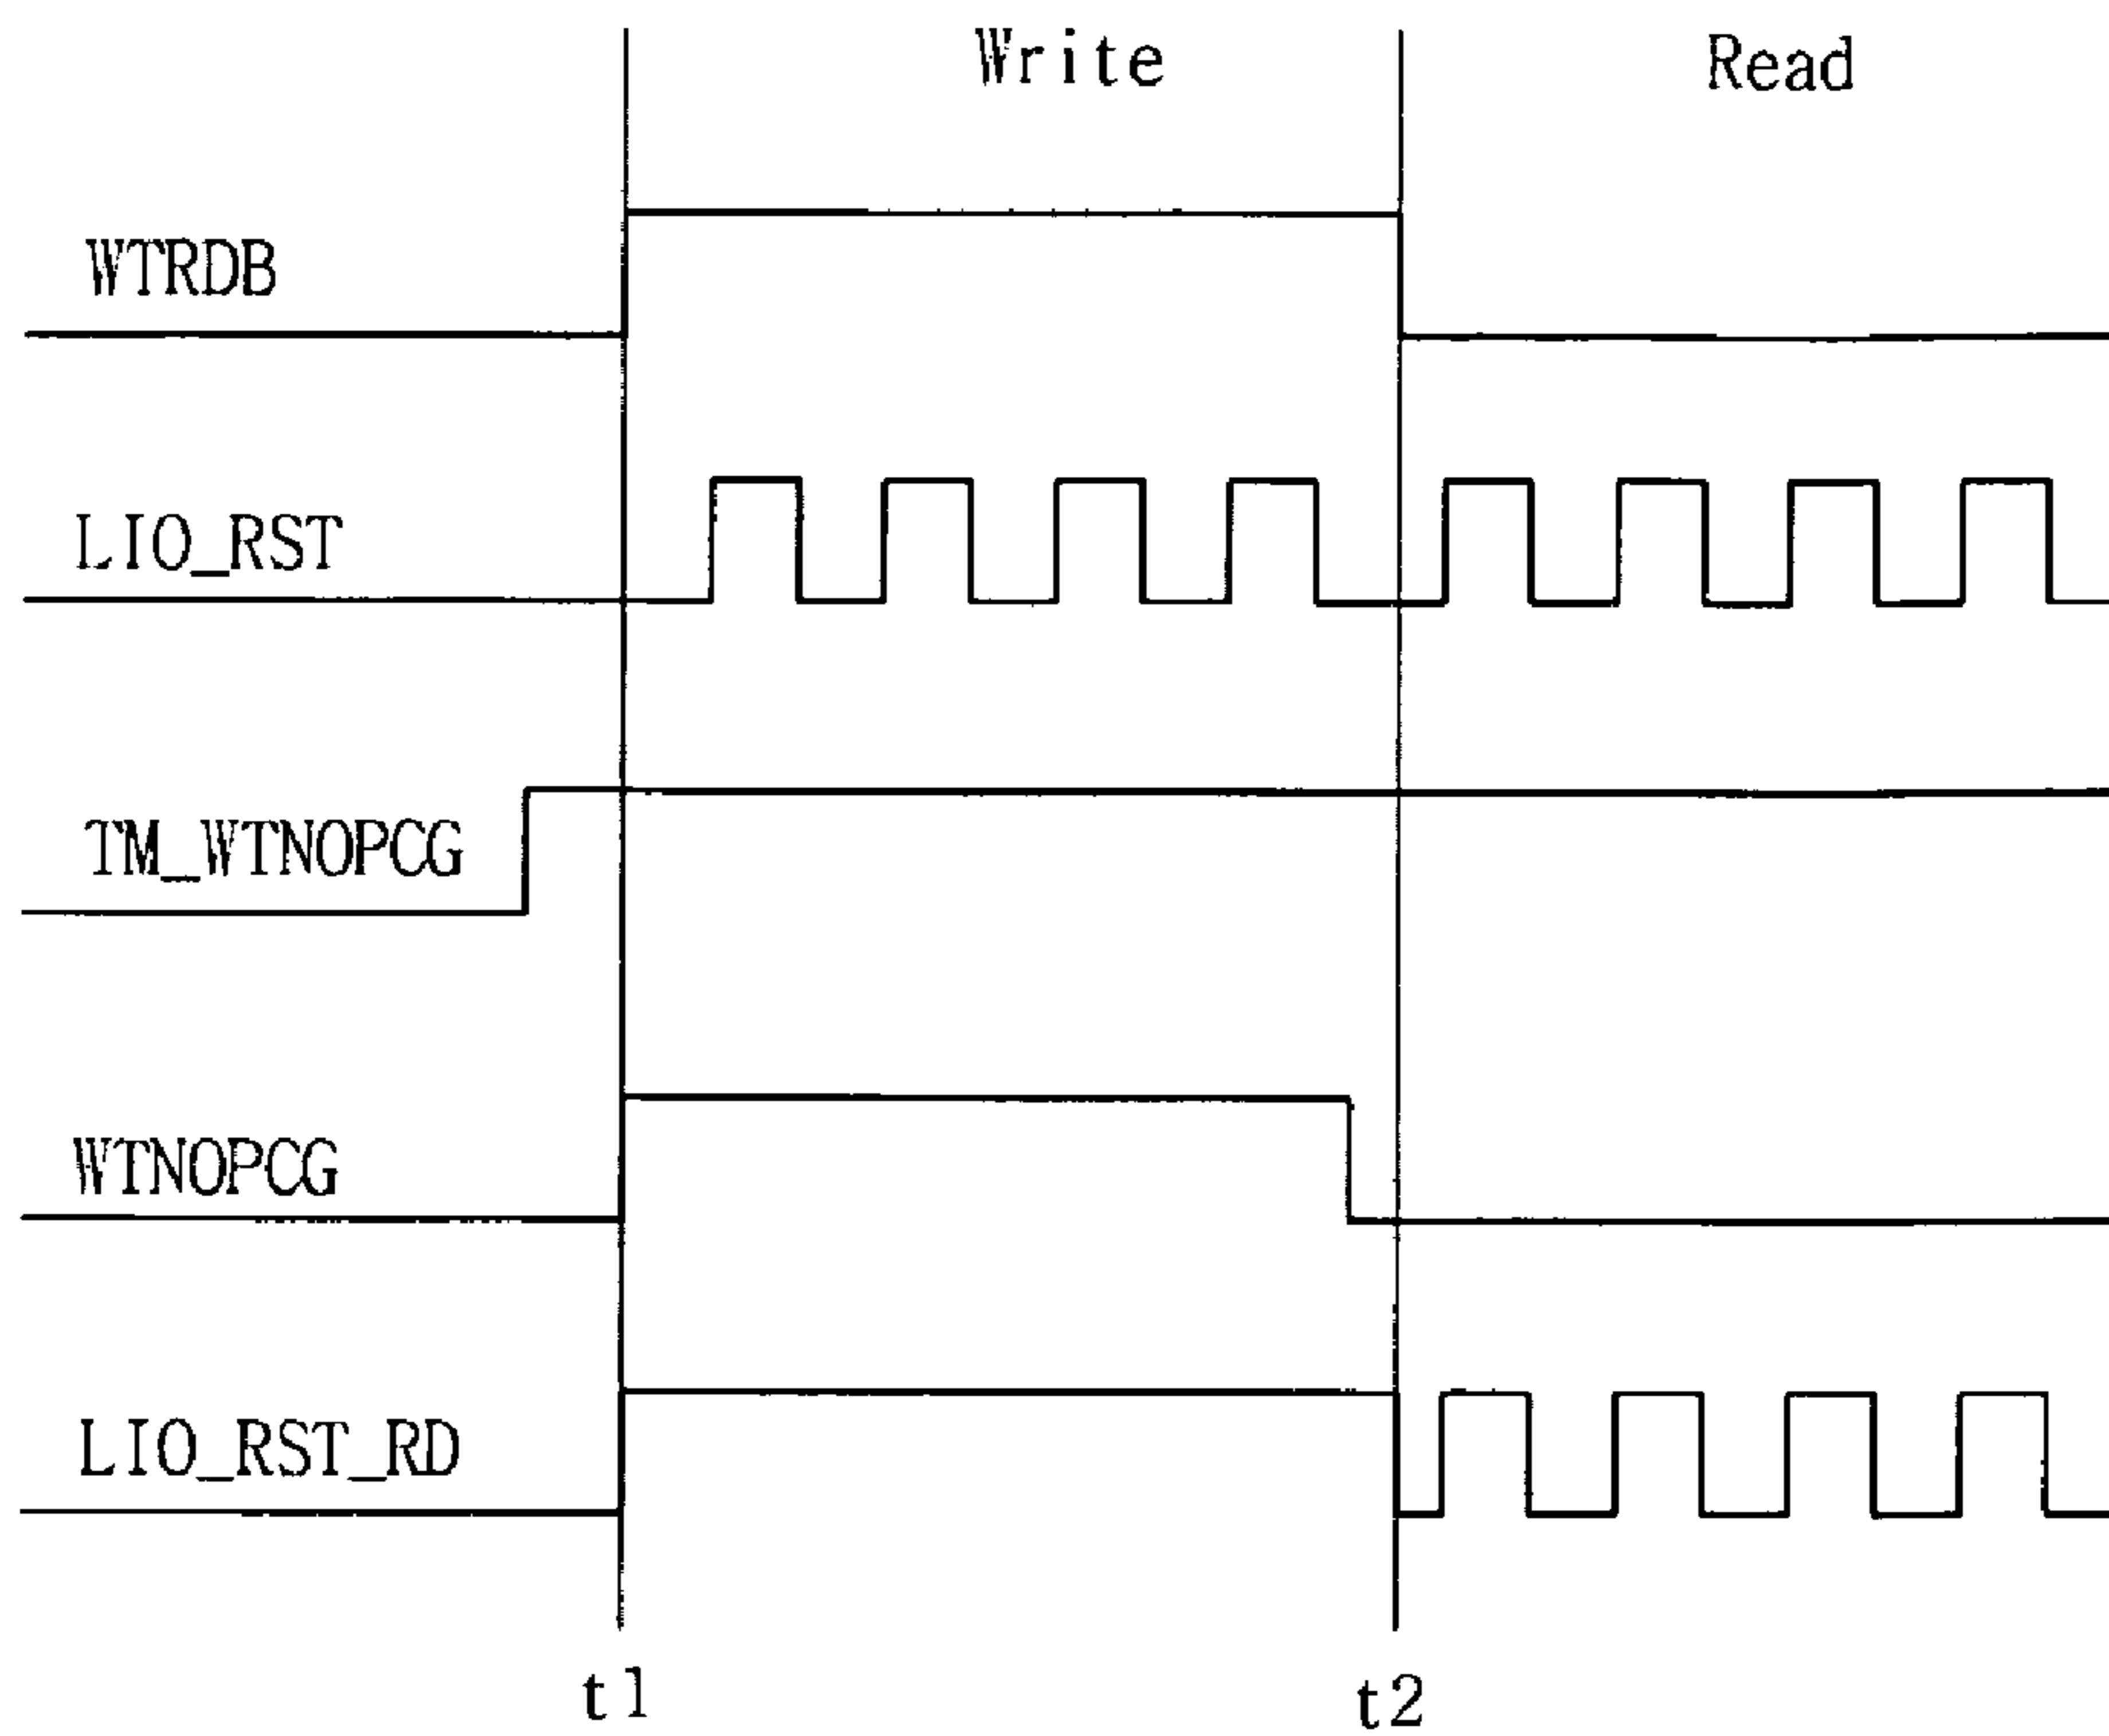 Write Read
WTRDB
LIO_RST
TM_WTNOPCG
WTNOPCG
LIO_RST_RD
t1 t2